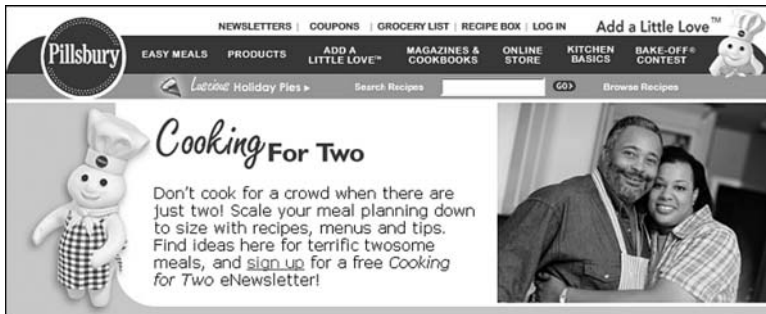 NEWSLETTERS | COUPONS | GROCERY LIST | RECIPE BOX | LOG IN Add a Little Love™
Pillsbury
EASY MEALS PRODUCTS ADD A LITTLE LOVE™ MAGAZINES & COOKBOOKS ONLINE STORE KITCHEN BASICS BAKE-OFF® CONTEST
Luscious Holiday Pies ▸ Search Recipes GO▸ Browse Recipes
Cooking For Two
Don't cook for a crowd when there are
just two! Scale your meal planning down
to size with recipes, menus and tips.
Find ideas here for terrific twosome
meals, and sign up for a free Cooking
for Two eNewsletter!